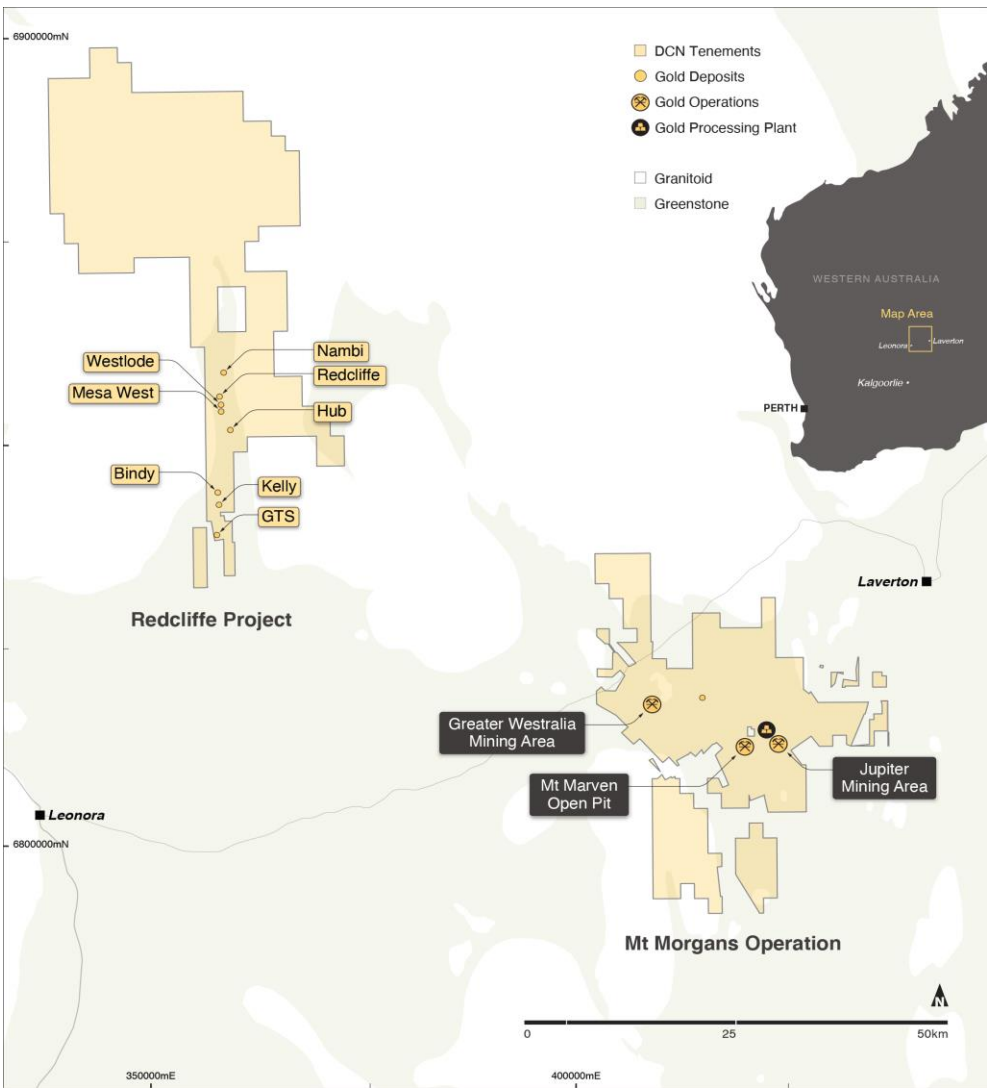 6900000mN
DCN Tenements
Gold Deposits
Gold Operations
Gold Processing Plant
Granitoid
Greenstone
WESTERN AUSTRALIA
Map Area
Leonora
Laverton
Kalgoorlie
PERTH
Nambi
Westlode
Redcliffe
Mesa West
Hub
Bindy
Kelly
GTS
Redcliffe Project
Laverton
Greater Westralia
Mining Area
Mt Marven
Open Pit
Jupiter
Mining Area
Leonora
6800000mN
Mt Morgans Operation
N
0
25
50km
350000mE
400000mE